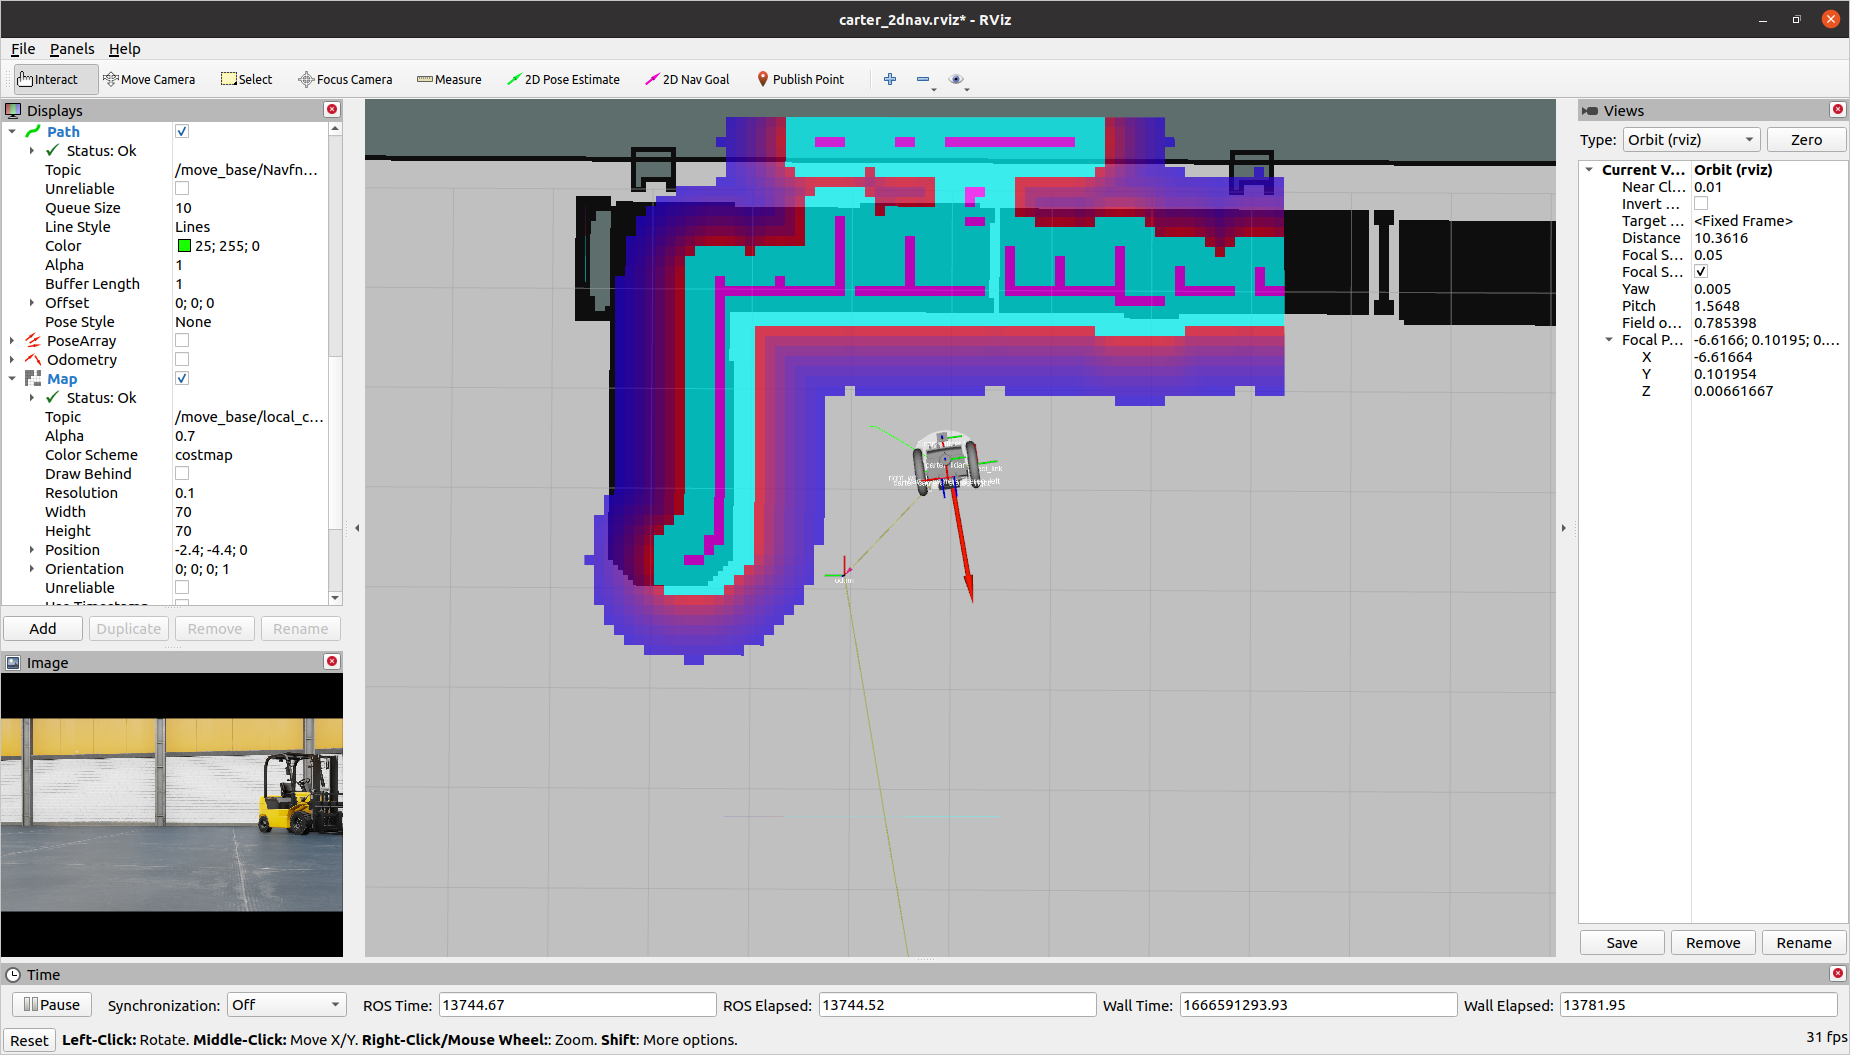 carter_2dnav.rviz* - RViz
File Panels Help
Interact Move Camera Select Focus Camera Measure 2D Pose Estimate 2D Nav Goal Publish Point
Displays
Path
Status: Ok
Topic /move_base/Navfn...
Unreliable
Queue Size 10
Line Style Lines
Color 25; 255; 0
Alpha 1
Buffer Length 1
Offset 0; 0; 0
Pose Style None
PoseArray
Odometry
Map
Status: Ok
Topic /move_base/local_c...
Alpha 0.7
Color Scheme costmap
Draw Behind
Resolution 0.1
Width 70
Height 70
Position -2.4; -4.4; 0
Orientation 0; 0; 0; 1
Unreliable
Add Duplicate Remove Rename
Image
odom
Views
Type: Orbit (rviz) Zero
Current V... Orbit (rviz)
Near Cl... 0.01
Invert ...
Target ... <Fixed Frame>
Distance 10.3616
Focal S... 0.05
Focal S...
Yaw 0.005
Pitch 1.5648
Field o... 0.785398
Focal P... -6.6166; 0.10195; 0....
X -6.61664
Y 0.101954
Z 0.00661667
Save Remove Rename
Time
Pause Synchronization: Off ROS Time: 13744.67 ROS Elapsed: 13744.52 Wall Time: 1666591293.93 Wall Elapsed: 13781.95
Reset Left-Click: Rotate. Middle-Click: Move X/Y. Right-Click/Mouse Wheel:: Zoom. Shift: More options. 31 fps